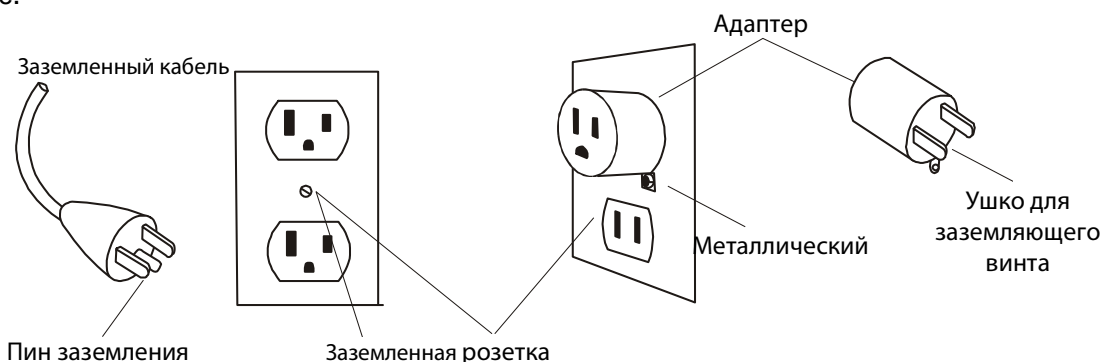 Адаптер
Заземленный кабель
Ушко для
заземляющего
винта
Металлический
Пин заземления
Заземленная розетка